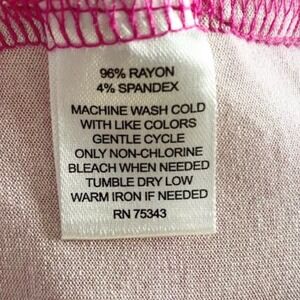 96% RAYON
4% SPANDEX
MACHINE WASH COLD
WITH LIKE COLORS
GENTLE CYCLE
ONLY NON-CHLORINE
BLEACH WHEN NEEDED
TUMBLE DRY LOW
WARM IRON IF NEEDED
RN 75343